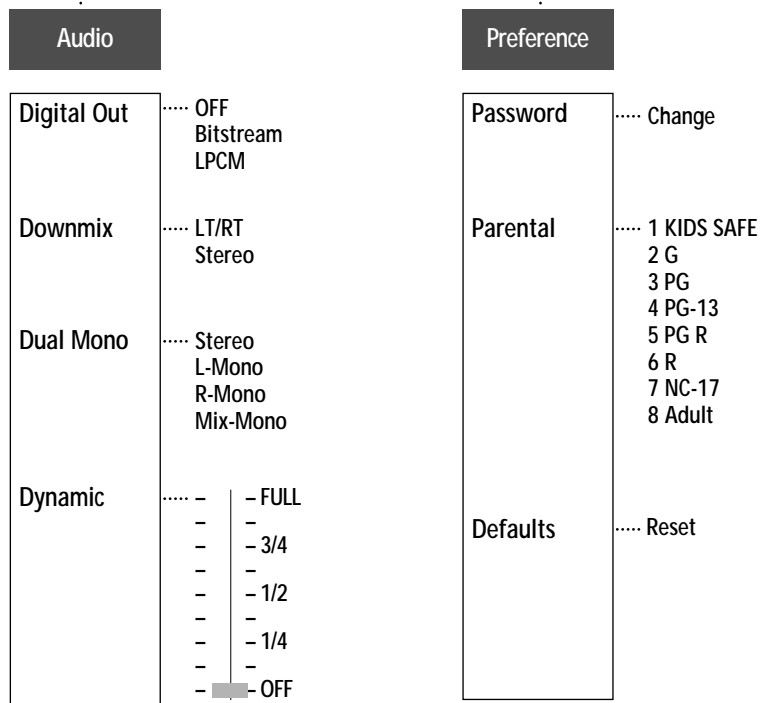 Audio
Digital Out
OFF
Bitstream
LPCM
Downmix
LT/RT
Stereo
Dual Mono
Stereo
L-Mono
R-Mono
Mix-Mono
Dynamic
FULL
3/4
1/2
1/4
OFF
Preference
Password
Change
Parental
1 KIDS SAFE
2 G
3 PG
4 PG-13
5 PG R
6 R
7 NC-17
8 Adult
Defaults
Reset